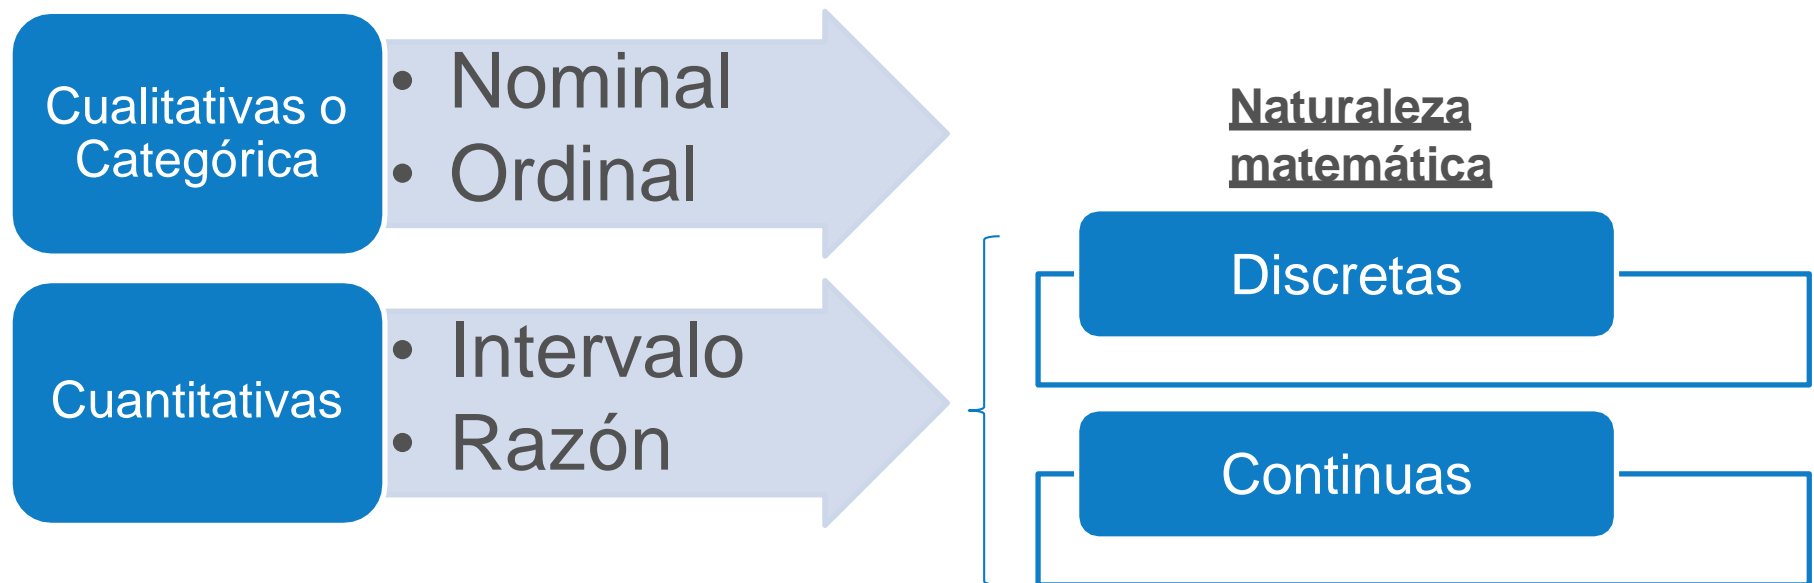 Cualitativas o
Categórica
• Nominal
• Ordinal
Cuantitativas
• Intervalo
• Razón
Naturaleza
matemática
Discretas
Continuas